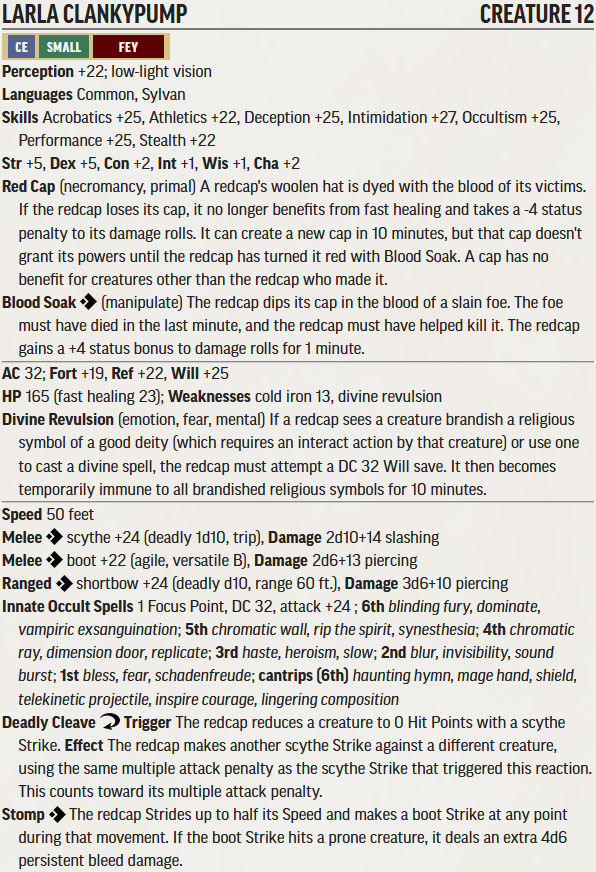 LARLA CLANKYPUMP CREATURE 12
CE SMALL FEY
Perception +22; low-light vision
Languages Common, Sylvan
Skills Acrobatics +25, Athletics +22, Deception +25, Intimidation +27, Occultism +25,
Performance +25, Stealth +22
Str +5, Dex +5, Con +2, Int +1, Wis +1, Cha +2
Red Cap (necromancy, primal) A redcap's woolen hat is dyed with the blood of its victims.
If the redcap loses its cap, it no longer benefits from fast healing and takes a -4 status
penalty to its damage rolls. It can create a new cap in 10 minutes, but that cap doesn't
grant its powers until the redcap has turned it red with Blood Soak. A cap has no
benefit for creatures other than the redcap who made it.
Blood Soak (manipulate) The redcap dips its cap in the blood of a slain foe. The foe
must have died in the last minute, and the redcap must have helped kill it. The redcap
gains a +4 status bonus to damage rolls for 1 minute.
AC 32; Fort +19, Ref +22, Will +25
HP 165 (fast healing 23); Weaknesses cold iron 13, divine revulsion
Divine Revulsion (emotion, fear, mental) If a redcap sees a creature brandish a religious
symbol of a good deity (which requires an interact action by that creature) or use one
to cast a divine spell, the redcap must attempt a DC 32 Will save. It then becomes
temporarily immune to all brandished religious symbols for 10 minutes.
Speed 50 feet
Melee scythe +24 (deadly 1d10, trip), Damage 2d10+14 slashing
Melee boot +22 (agile, versatile B), Damage 2d6+13 piercing
Ranged shortbow +24 (deadly d10, range 60 ft.), Damage 3d6+10 piercing
Innate Occult Spells 1 Focus Point, DC 32, attack +24 ; 6th blinding fury, dominate,
vampiric exsanguination; 5th chromatic wall, rip the spirit, synesthesia; 4th chromatic
ray, dimension door, replicate; 3rd haste, heroism, slow; 2nd blur, invisibility, sound
burst; 1st bless, fear, schadenfreude; cantrips (6th) haunting hymn, mage hand, shield,
telekinetic projectile, inspire courage, lingering composition
Deadly Cleave Trigger The redcap reduces a creature to 0 Hit Points with a scythe
Strike. Effect The redcap makes another scythe Strike against a different creature,
using the same multiple attack penalty as the scythe Strike that triggered this reaction.
This counts toward its multiple attack penalty.
Stomp The redcap Strides up to half its Speed and makes a boot Strike at any point
during that movement. If the boot Strike hits a prone creature, it deals an extra 4d6
persistent bleed damage.